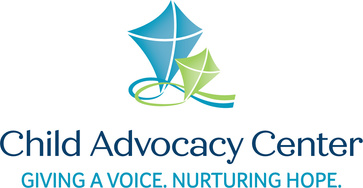 Child Advocacy Center
GIVING A VOICE. NURTURING HOPE.